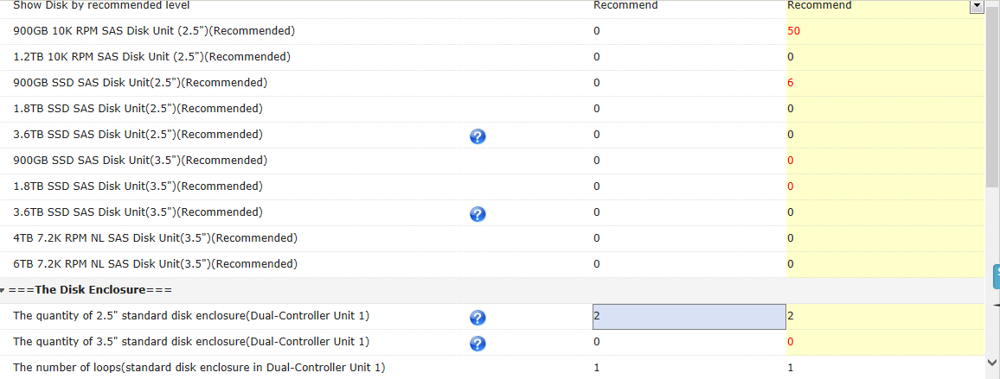 Show Disk by recommended level Recommend Recommend
900GB 10K RPM SAS Disk Unit (2.5")(Recommended) 0 50
1.2TB 10K RPM SAS Disk Unit (2.5")(Recommended) 0 0
900GB SSD SAS Disk Unit(2.5")(Recommended) 0 6
1.8TB SSD SAS Disk Unit(2.5")(Recommended) 0 0
3.6TB SSD SAS Disk Unit(2.5")(Recommended) ? 0 0
900GB SSD SAS Disk Unit(3.5")(Recommended) 0 0
1.8TB SSD SAS Disk Unit(3.5")(Recommended) 0 0
3.6TB SSD SAS Disk Unit(3.5")(Recommended) ? 0 0
4TB 7.2K RPM NL SAS Disk Unit(3.5")(Recommended) 0 0
6TB 7.2K RPM NL SAS Disk Unit(3.5")(Recommended) 0 0
===The Disk Enclosure===
The quantity of 2.5" standard disk enclosure(Dual-Controller Unit 1) ? 2 2
The quantity of 3.5" standard disk enclosure(Dual-Controller Unit 1) ? 0 0
The number of loops(standard disk enclosure in Dual-Controller Unit 1) 1 1